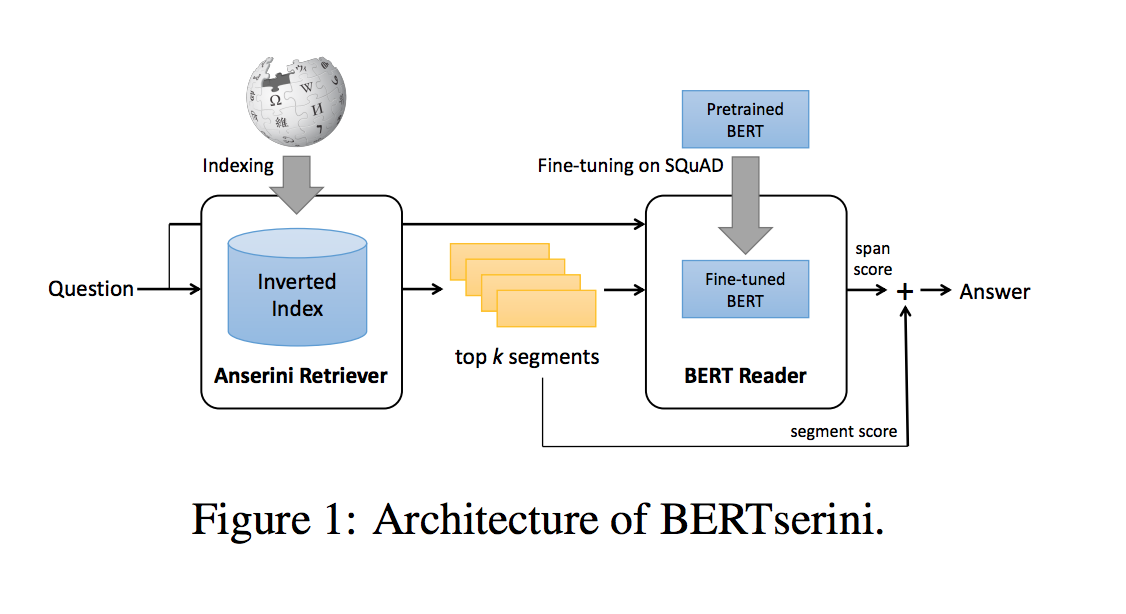 Ω
W
И
維
Indexing
Pretrained
BERT
Fine-tuning on SQuAD
Question
Inverted
Index
Anserini Retriever
top k segments
Fine-tuned
BERT
BERT Reader
span
score
+
Answer
segment score
Figure 1: Architecture of BERTserini.